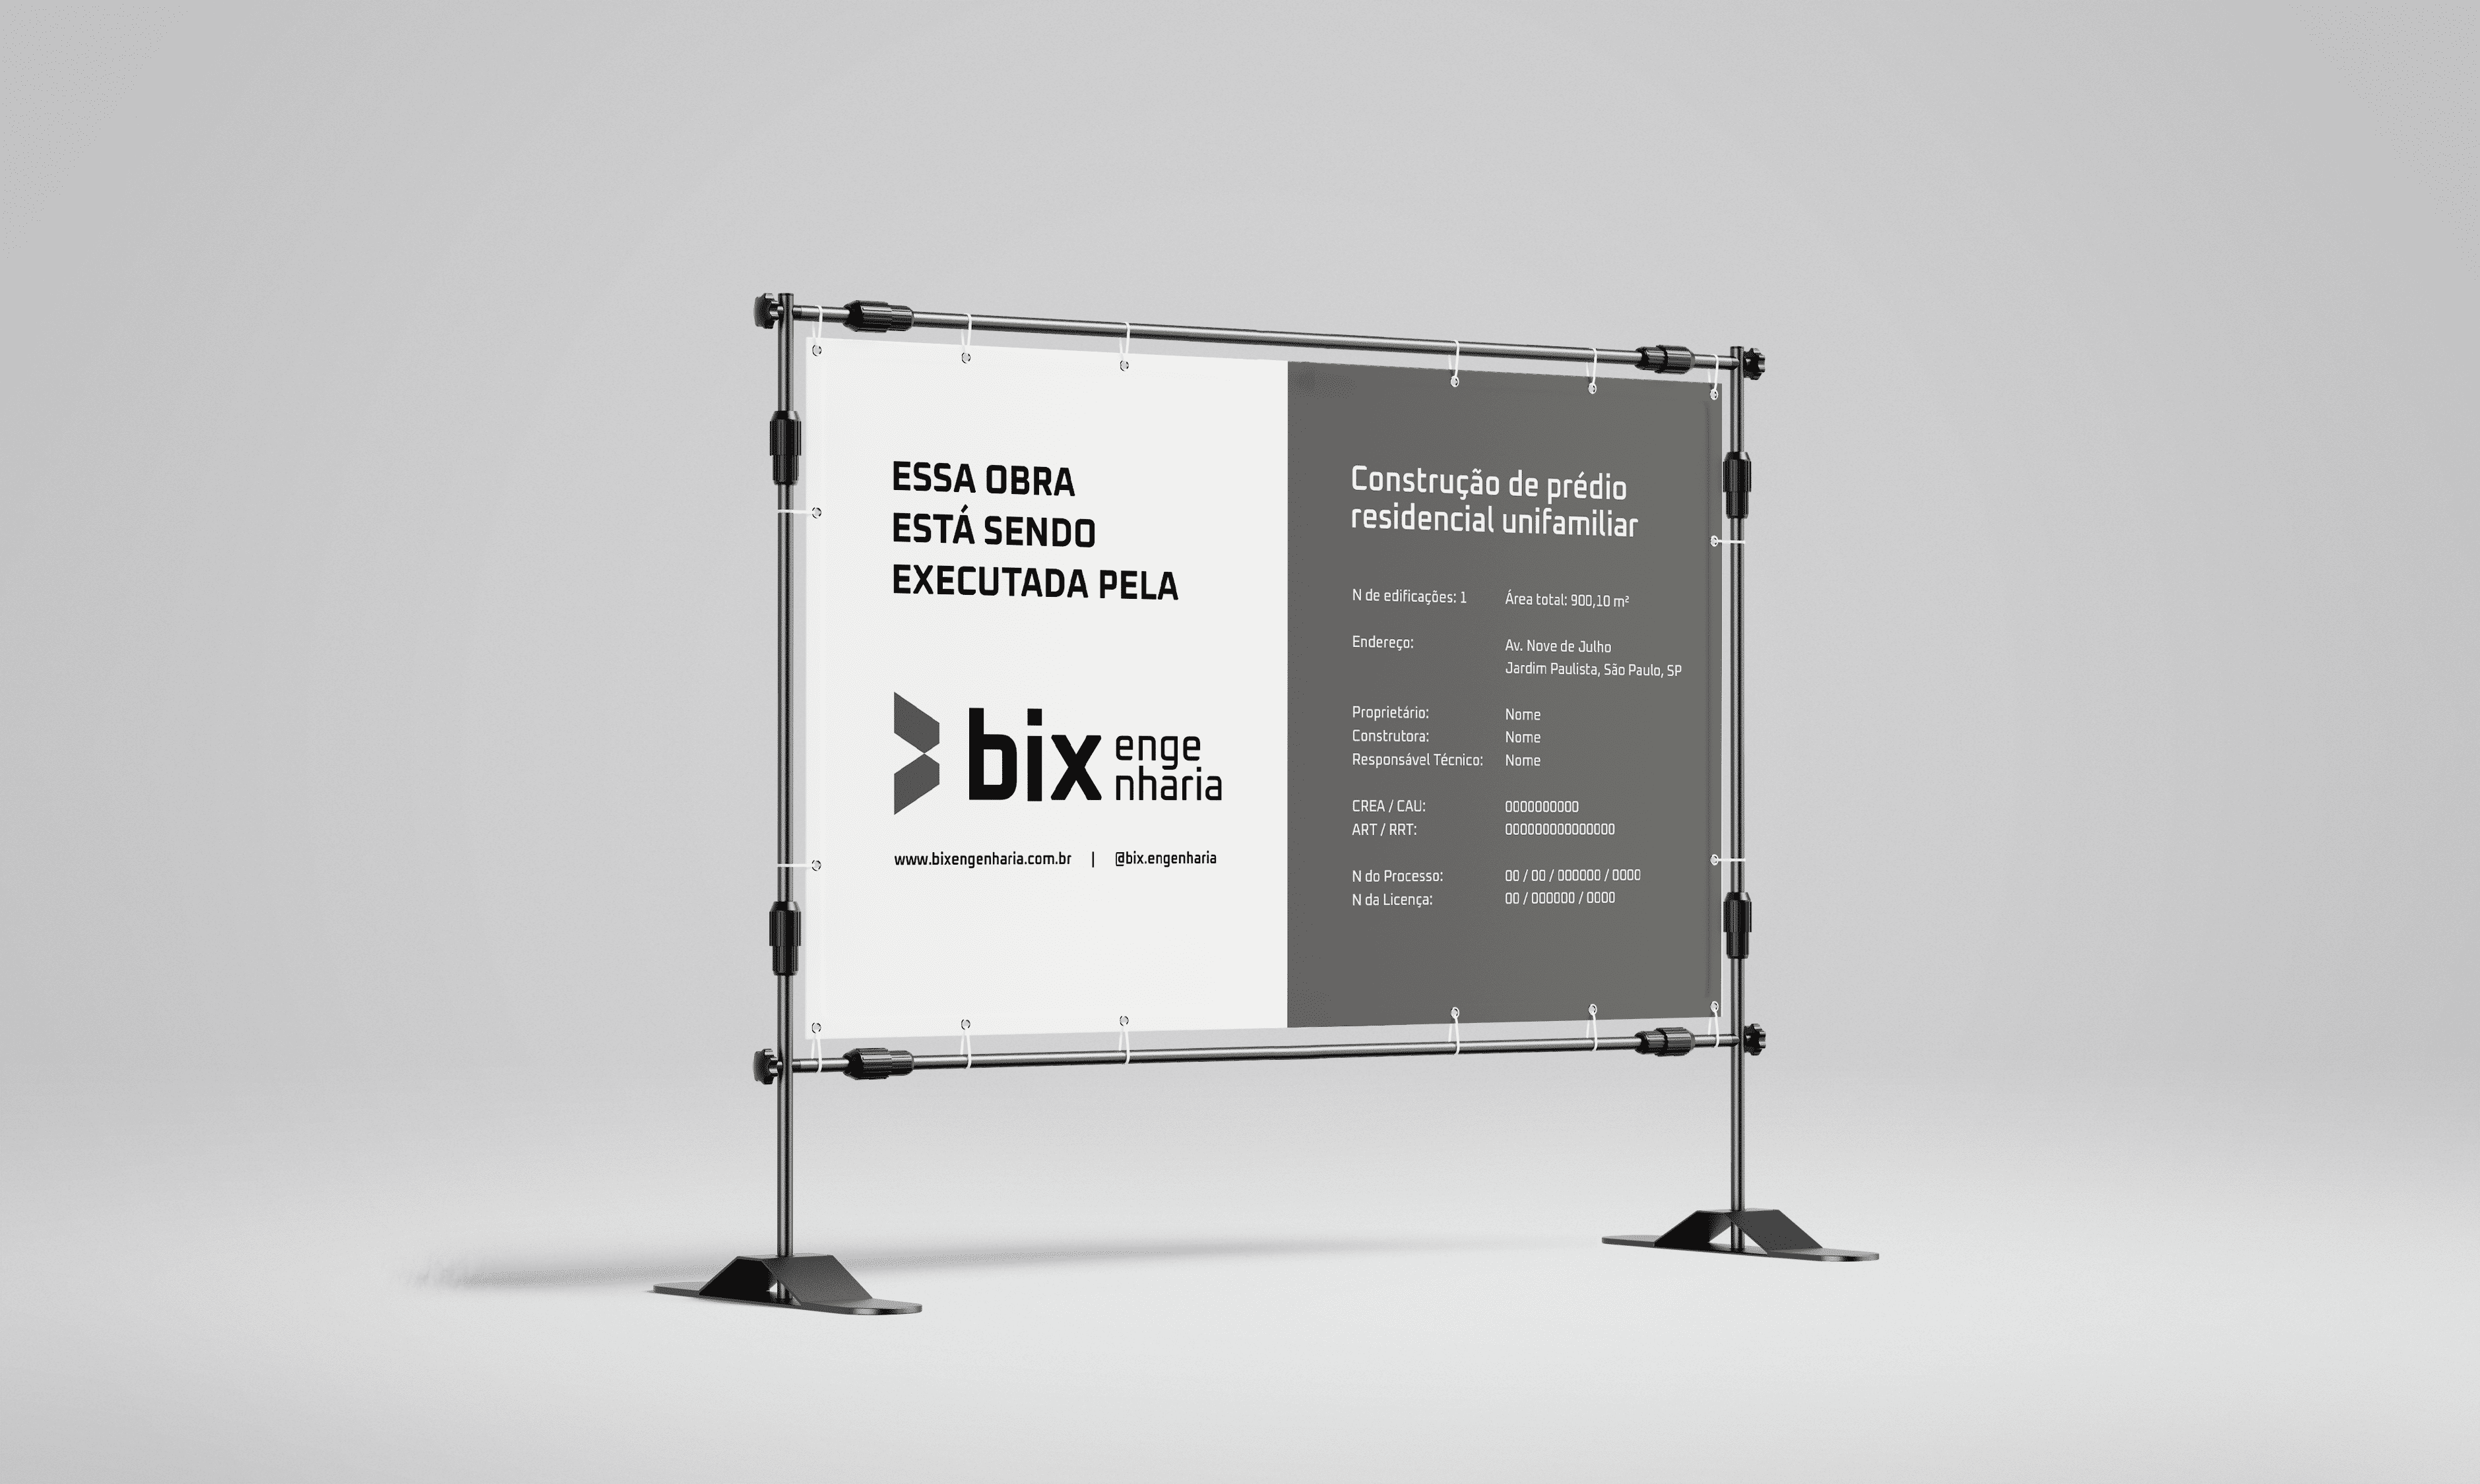 ESSA OBRA
ESTÁ SENDO
EXECUTADA PELA
bix enge
nharia
www.bixengenharia.com.br | @bix.engenharia
Construção de prédio
residencial unifamiliar
N de edificações: 1 Área total: 900,10 m²
Endereço: Av. Nove de Julho
Jardim Paulista, São Paulo, SP
Proprietário: Nome
Construtora: Nome
Responsável Técnico: Nome
CREA / CAU: 0000000000
ART / RRT: 000000000000000
N do Processo: 00 / 00 / 000000 / 0000
N da Licença: 00 / 000000 / 0000